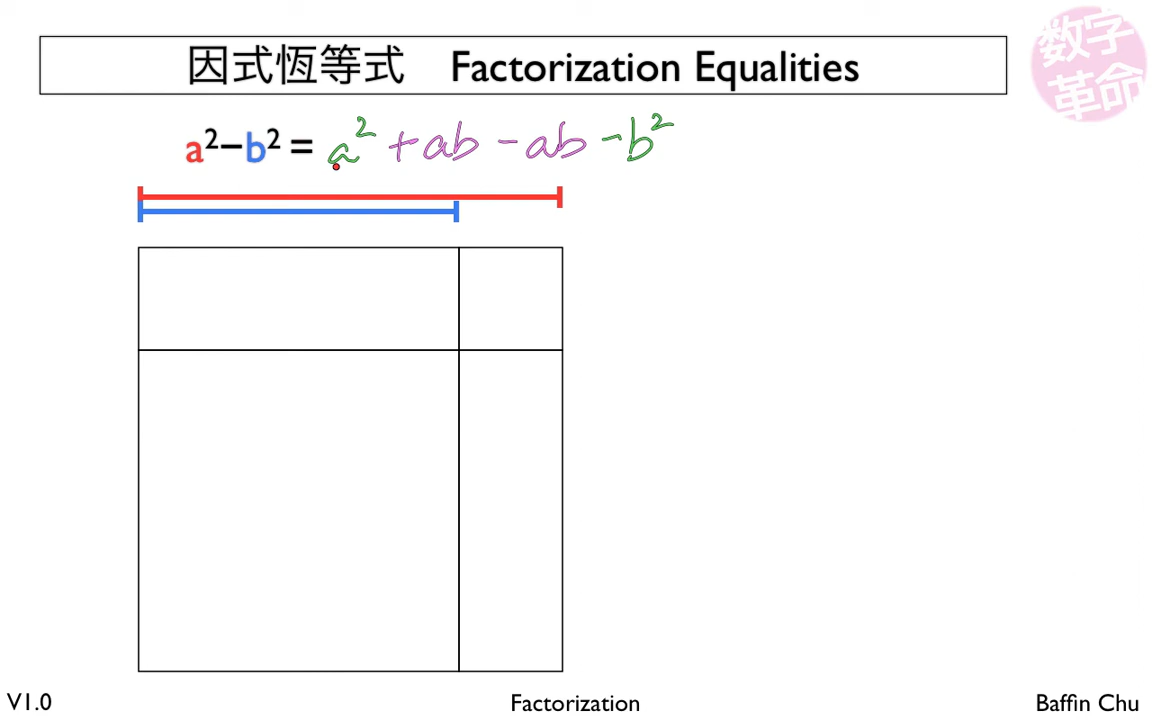 因式恆等式 Factorization Equalities
数字
革命
a²–b² = a² + ab - ab - b²
V1.0 Factorization Baffin Chu